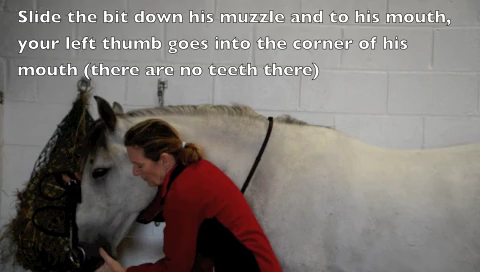 Slide the bit down his muzzle and to his mouth,
your left thumb goes into the corner of his
mouth (there are no teeth there)